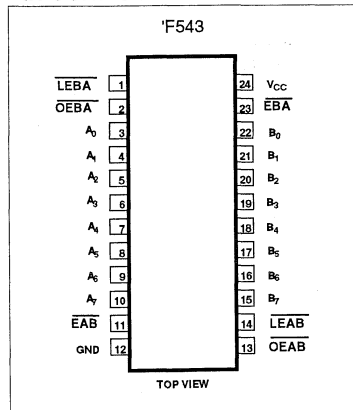 'F543
LEBA 1 24 VCC
OEBA 2 23 EBA
A0 3 22 B0
A1 4 21 B1
A2 5 20 B2
A3 6 19 B3
A4 7 18 B4
A5 8 17 B5
A6 9 16 B6
A7 10 15 B7
EAB 11 14 LEAB
GND 12 13 OEAB
TOP VIEW